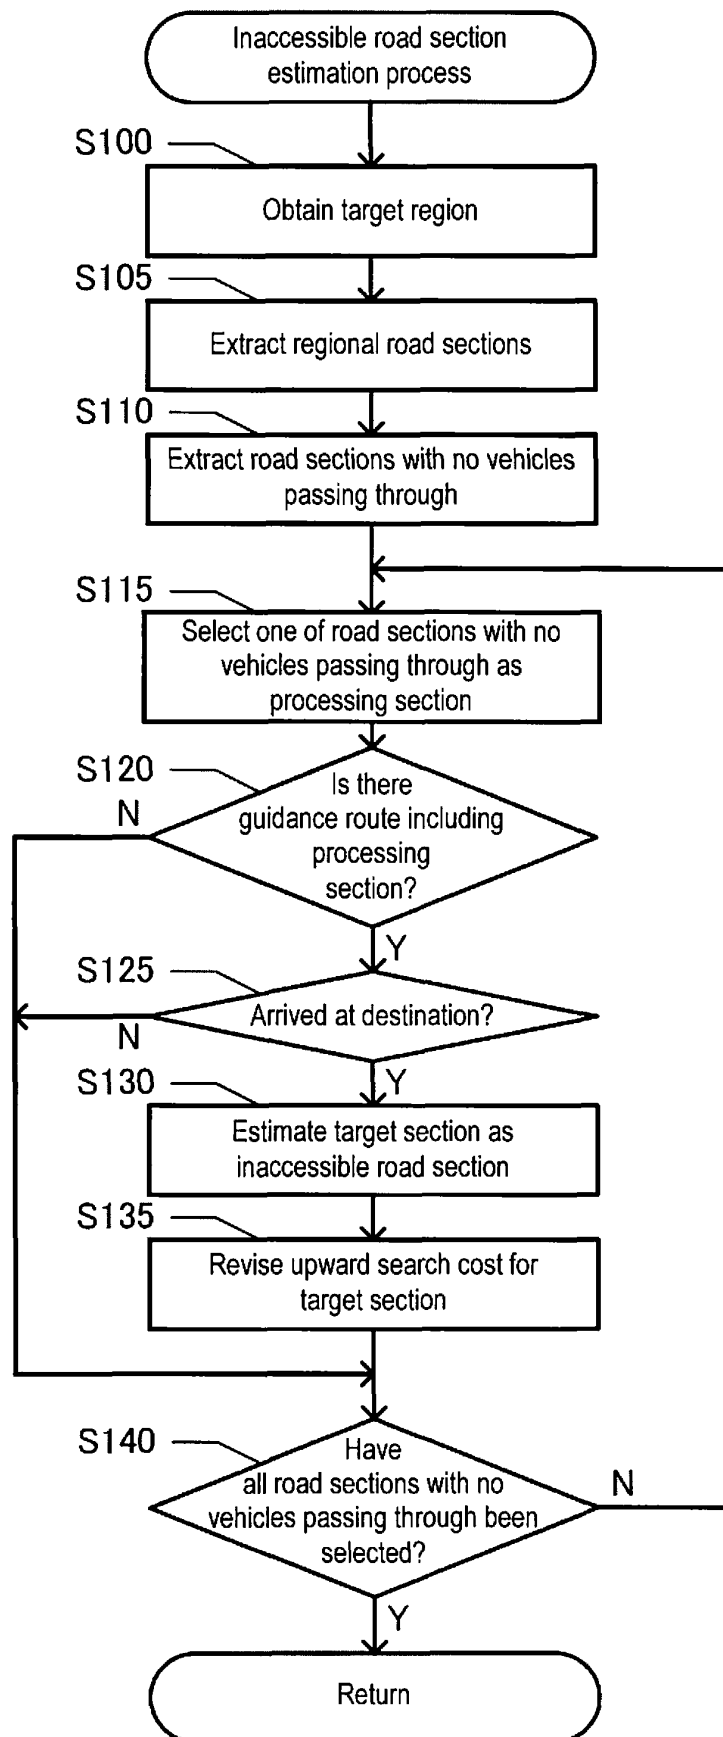 Inaccessible road section
estimation process
S100
Obtain target region
S105
Extract regional road sections
S110
Extract road sections with no vehicles
passing through
S115
Select one of road sections with no
vehicles passing through as
processing section
S120
Is there
guidance route including
processing
section?
N
Y
S125
Arrived at destination?
N
Y
S130
Estimate target section as
inaccessible road section
S135
Revise upward search cost for
target section
S140
Have
all road sections with no
vehicles passing through been
selected?
N
Y
Return